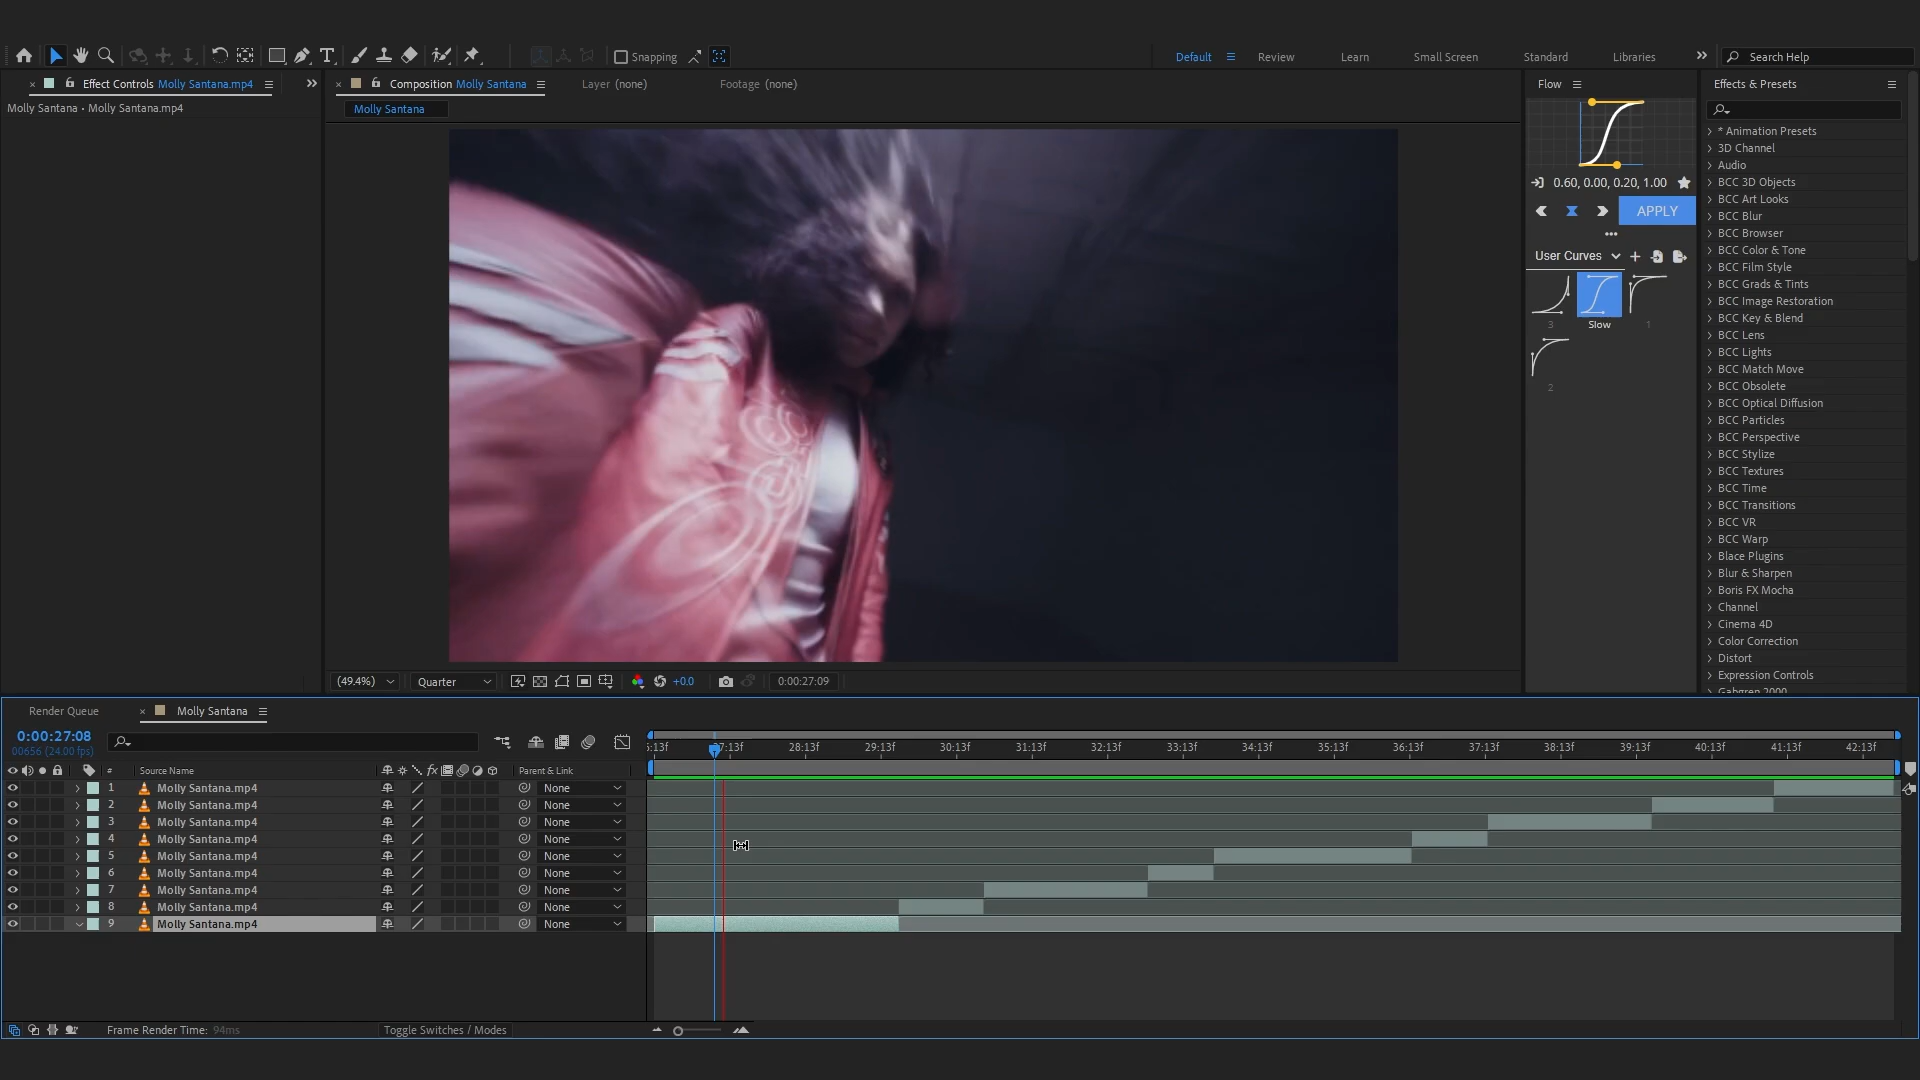 Snapping
Default
Review
Learn
Small Screen
Standard
Libraries
Search Help
Effect Controls Molly Santana.mp4
Composition Molly Santana
Layer (none)
Footage (none)
Flow
Effects & Presets
Molly Santana • Molly Santana.mp4
Molly Santana
0.60, 0.00, 0.20, 1.00
APPLY
User Curves
3
Slow
1
2
* Animation Presets
3D Channel
Audio
BCC 3D Objects
BCC Art Looks
BCC Blur
BCC Browser
BCC Color & Tone
BCC Film Style
BCC Grads & Tints
BCC Image Restoration
BCC Key & Blend
BCC Lens
BCC Lights
BCC Match Move
BCC Obsolete
BCC Optical Diffusion
BCC Particles
BCC Perspective
BCC Stylize
BCC Textures
BCC Time
BCC Transitions
BCC VR
BCC Warp
Blace Plugins
Blur & Sharpen
Boris FX Mocha
Channel
Cinema 4D
Color Correction
Distort
Expression Controls
Gabgren 2000
(49.4%)
Quarter
+0.0
0:00:27:09
Render Queue
Molly Santana
0:00:27:08
00656 (24.00 fps)
5:13f 27:13f 28:13f 29:13f 30:13f 31:13f 32:13f 33:13f 34:13f 35:13f 36:13f 37:13f 38:13f 39:13f 40:13f 41:13f 42:13f
# Source Name fx Parent & Link
1 Molly Santana.mp4 None
2 Molly Santana.mp4 None
3 Molly Santana.mp4 None
4 Molly Santana.mp4 None
5 Molly Santana.mp4 None
6 Molly Santana.mp4 None
7 Molly Santana.mp4 None
8 Molly Santana.mp4 None
9 Molly Santana.mp4 None
Frame Render Time: 94ms
Toggle Switches / Modes